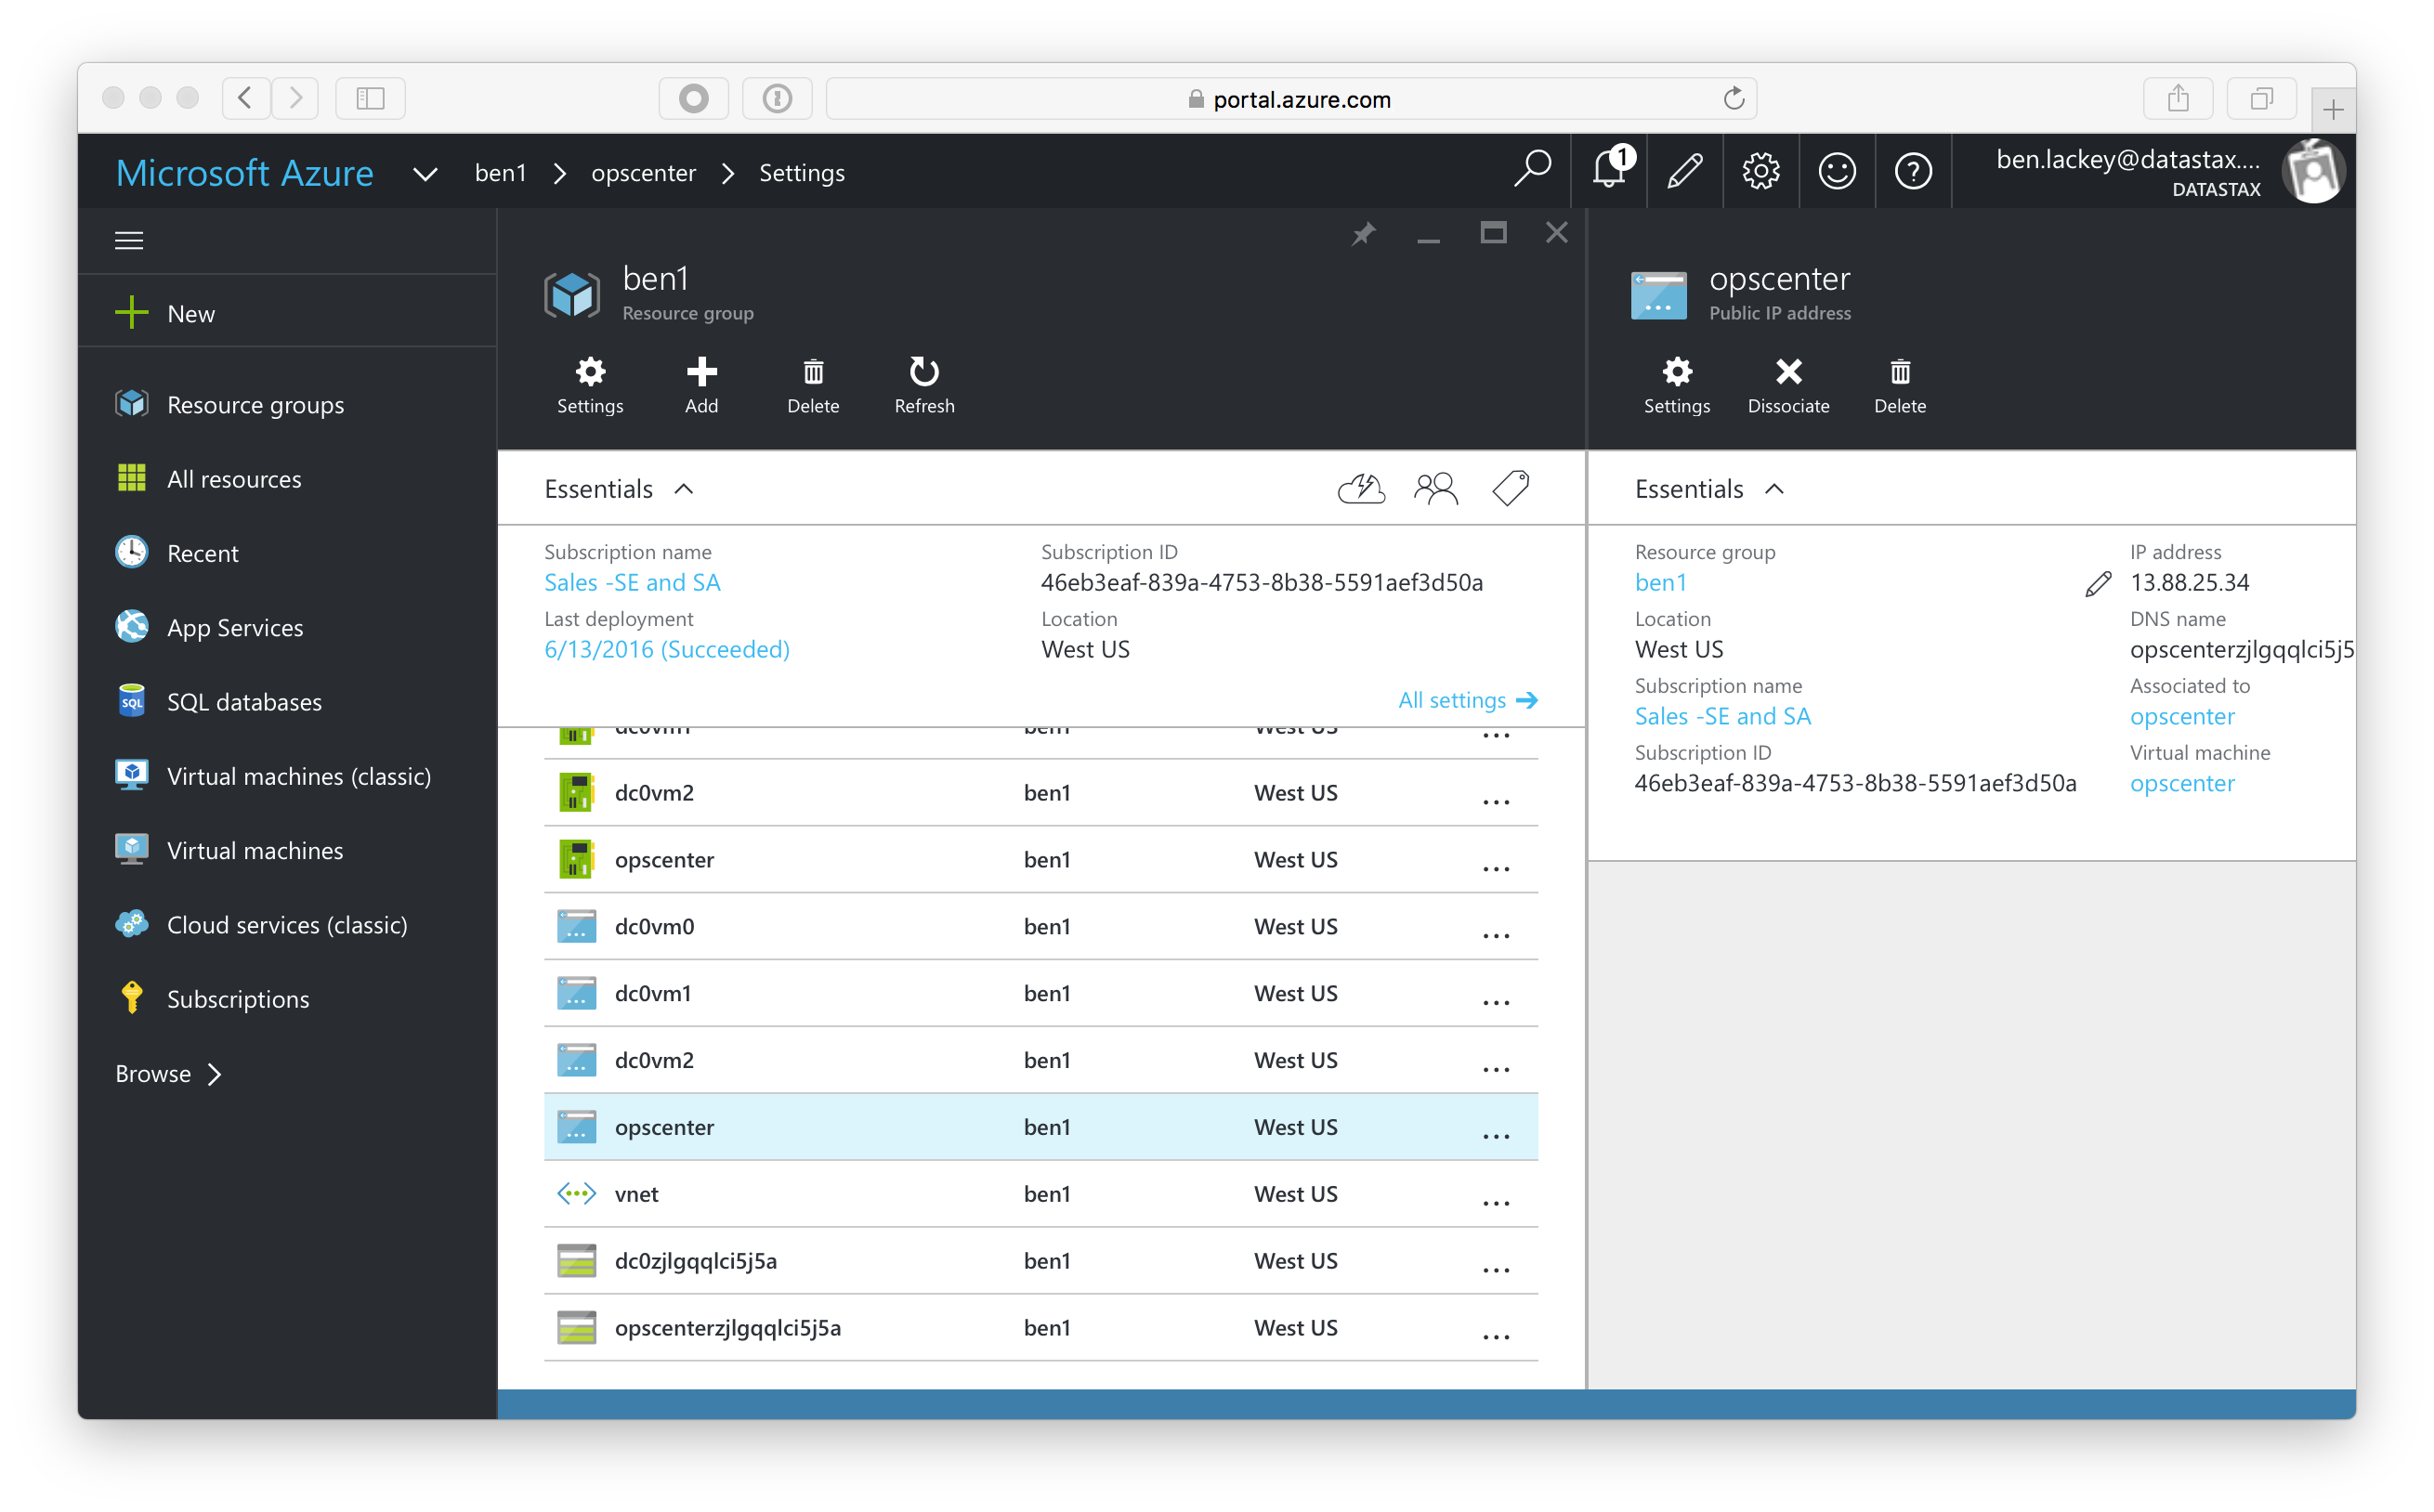 portal.azure.com
Microsoft Azure ben1 opscenter Settings
1
ben.lackey@datastax....
DATASTAX
New
Resource groups
All resources
Recent
App Services
SQL databases
Virtual machines (classic)
Virtual machines
Cloud services (classic)
Subscriptions
Browse
ben1
Resource group
Settings Add Delete Refresh
Essentials
Subscription name Subscription ID
Sales -SE and SA 46eb3eaf-839a-4753-8b38-5591aef3d50a
Last deployment Location
6/13/2016 (Succeeded) West US
All settings
dc0vm1 ben1 West US ...
dc0vm2 ben1 West US ...
opscenter ben1 West US ...
dc0vm0 ben1 West US ...
dc0vm1 ben1 West US ...
dc0vm2 ben1 West US ...
opscenter ben1 West US ...
vnet ben1 West US ...
dc0zjlgqqlci5j5a ben1 West US ...
opscenterzjlgqqlci5j5a ben1 West US ...
opscenter
Public IP address
Settings Dissociate Delete
Essentials
Resource group IP address
ben1 13.88.25.34
Location DNS name
West US opscenterzjlgqqlci5j5
Subscription name Associated to
Sales -SE and SA opscenter
Subscription ID Virtual machine
46eb3eaf-839a-4753-8b38-5591aef3d50a opscenter